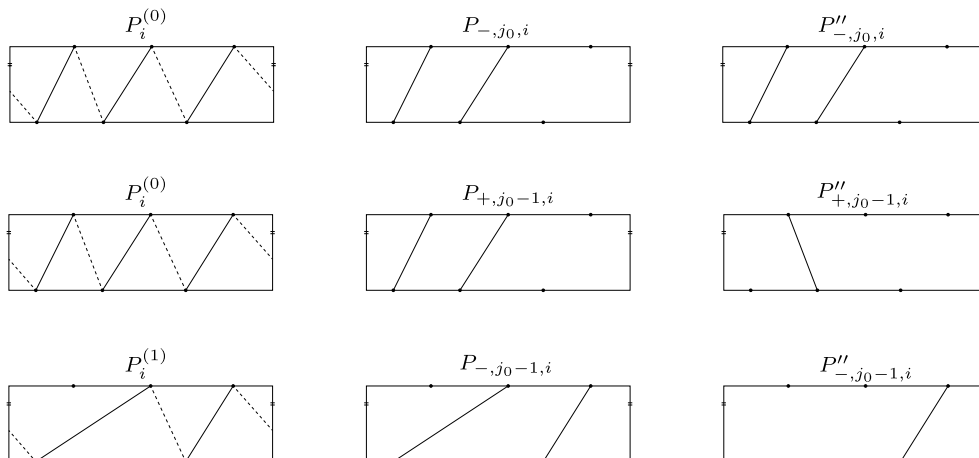 $P_i^{(0)}$ $P_{-,j_0,i}$ $P''_{-,j_0,i}$
$P_i^{(0)}$ $P_{+,j_0-1,i}$ $P''_{+,j_0-1,i}$
$P_i^{(1)}$ $P_{-,j_0-1,i}$ $P''_{-,j_0-1,i}$